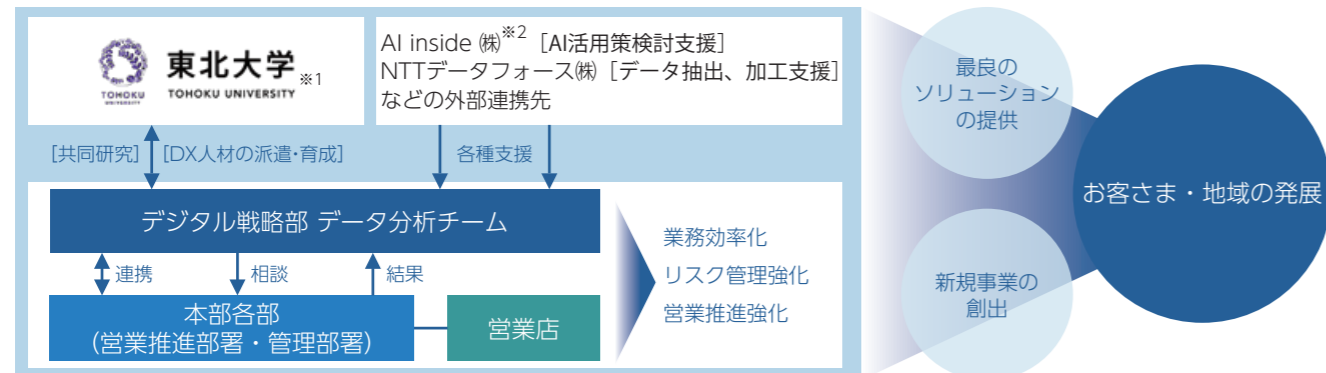 東北大学※1
TOHOKU
UNIVERSITY
TOHOKU UNIVERSITY
AI inside ㈱※2［AI活用策検討支援］
NTTデータフォース㈱［データ抽出、加工支援］
などの外部連携先
[共同研究]
[DX人材の派遣・育成]
各種支援
デジタル戦略部 データ分析チーム
連携
相談
結果
本部各部
(営業推進部署・管理部署)
営業店
業務効率化
リスク管理強化
営業推進強化
最良の
ソリューション
の提供
新規事業の
創出
お客さま・地域の発展